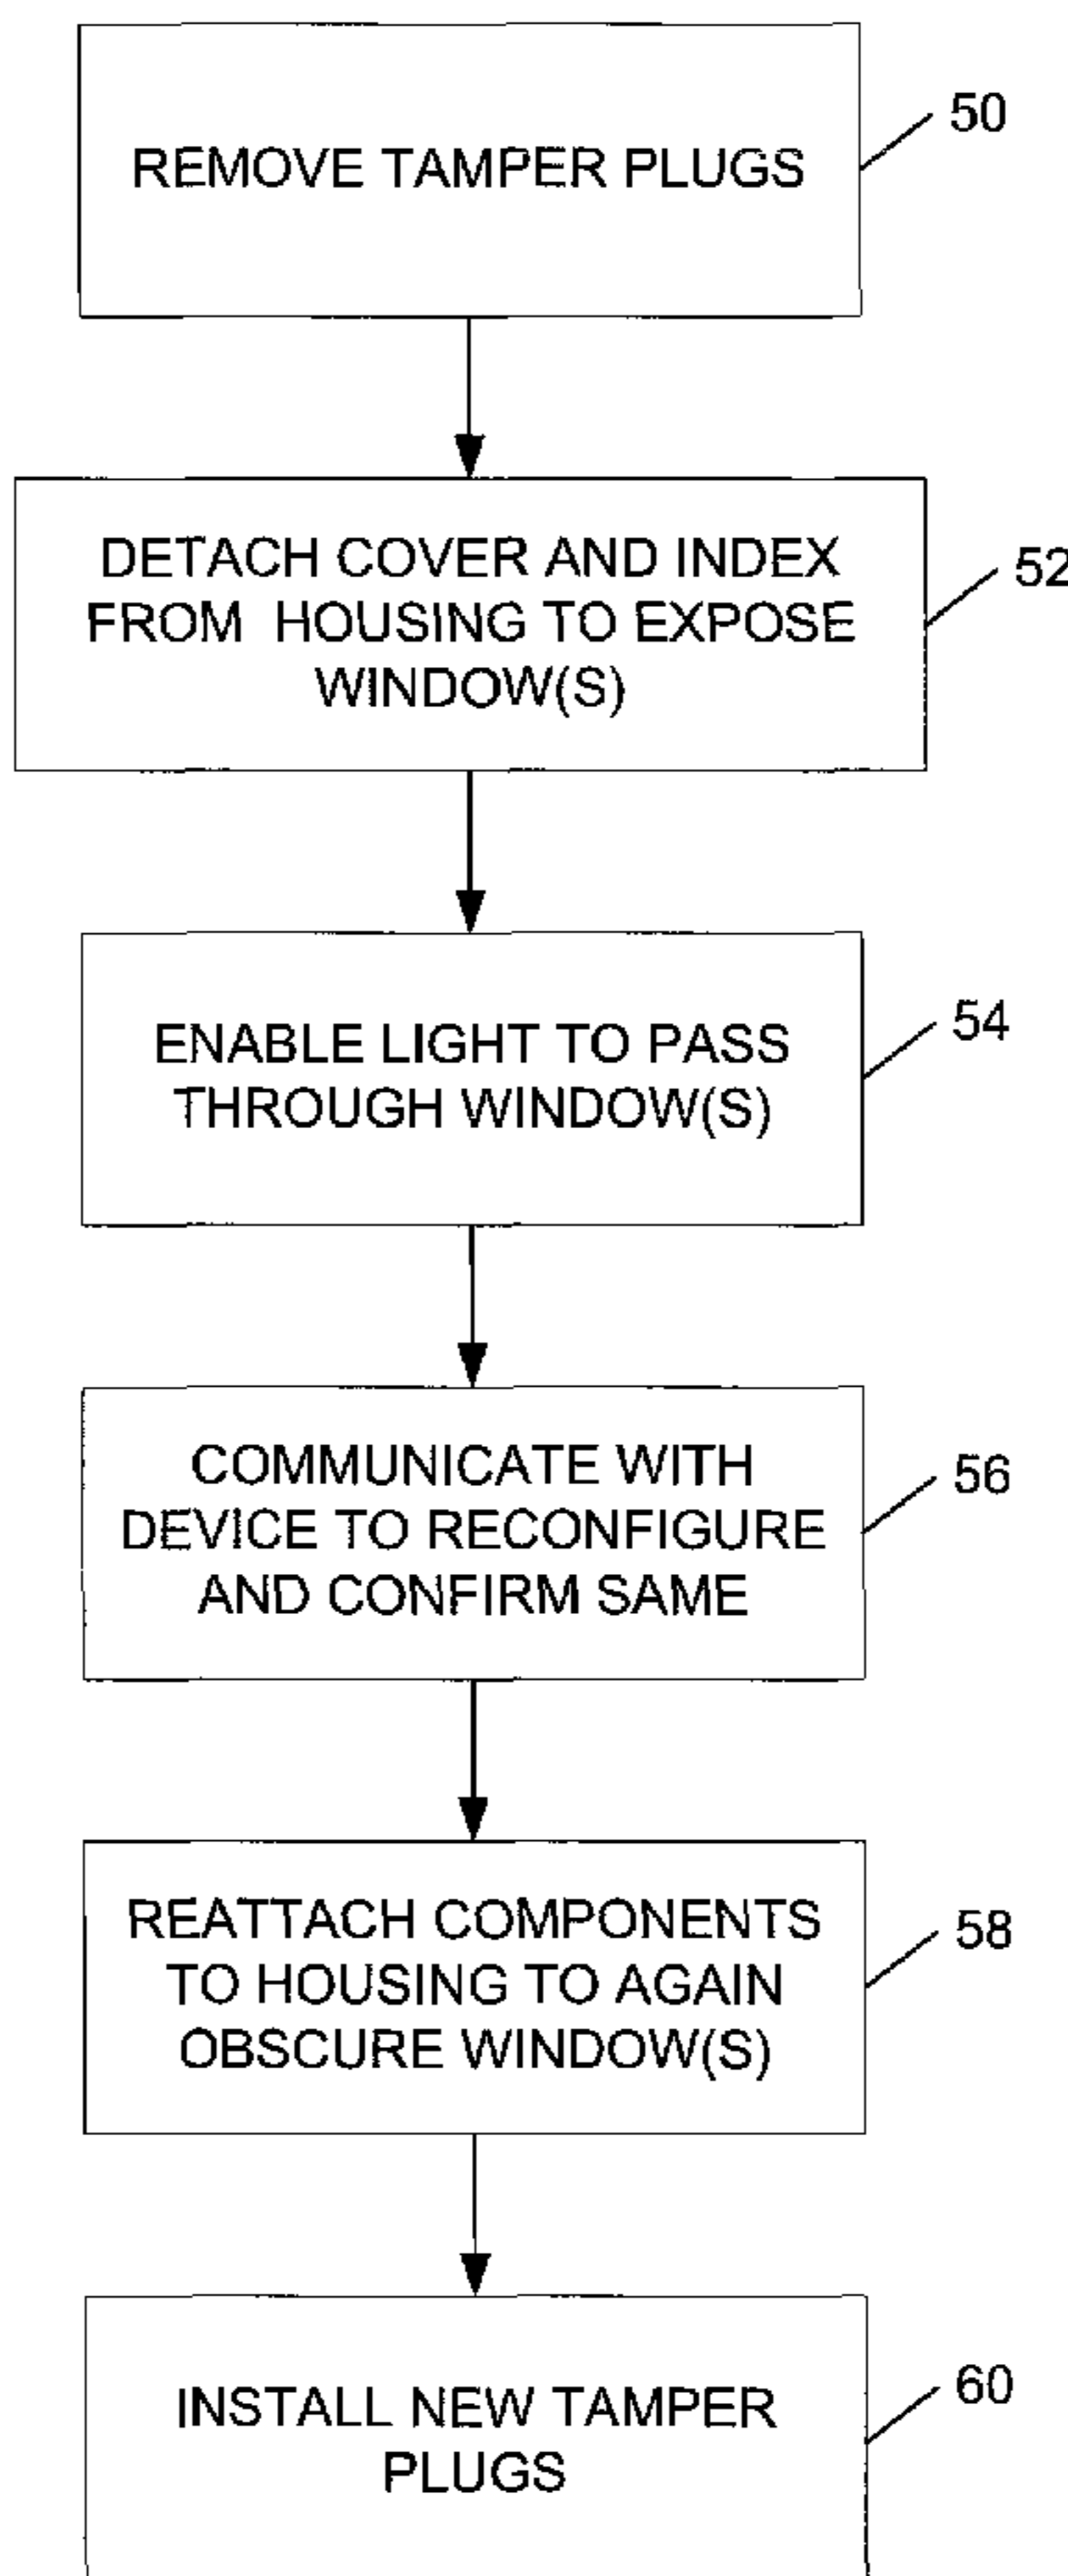 REMOVE TAMPER PLUGS
50
DETACH COVER AND INDEX
FROM HOUSING TO EXPOSE
WINDOW(S)
52
ENABLE LIGHT TO PASS
THROUGH WINDOW(S)
54
COMMUNICATE WITH
DEVICE TO RECONFIGURE
AND CONFIRM SAME
56
REATTACH COMPONENTS
TO HOUSING TO AGAIN
OBSCURE WINDOW(S)
58
INSTALL NEW TAMPER
PLUGS
60